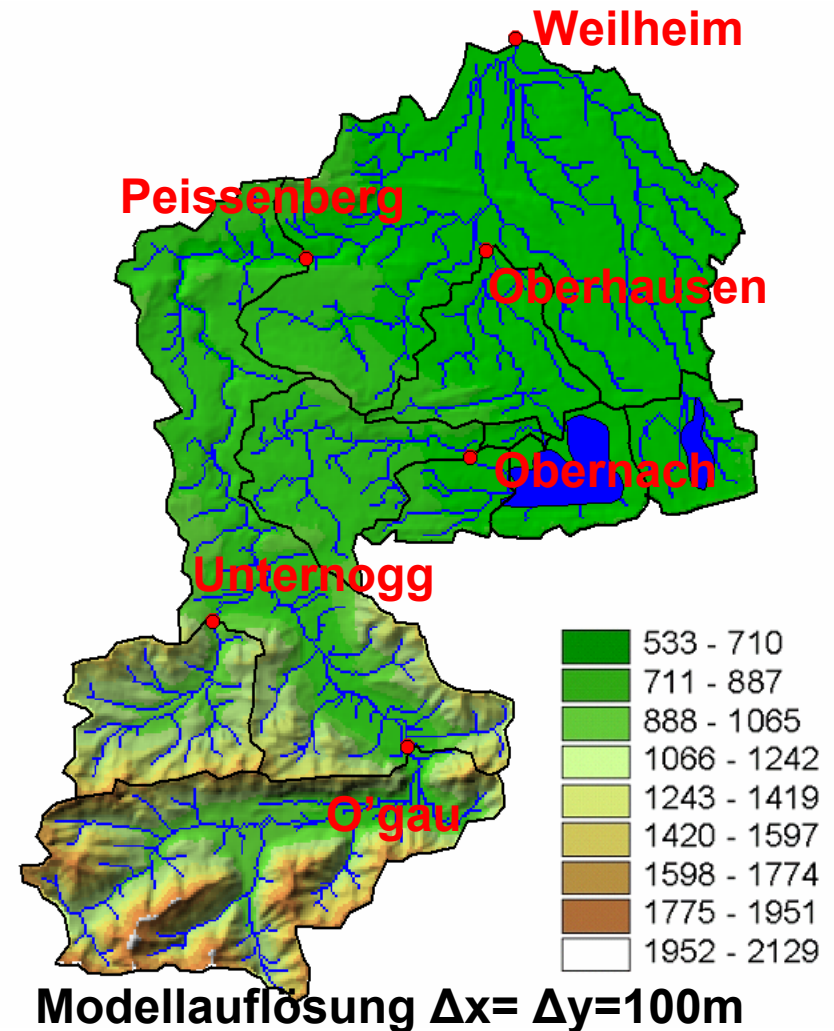 Weilheim
Peissenberg
Oberhausen
Obernach
Unternogg
O'gau
533 - 710
711 - 887
888 - 1065
1066 - 1242
1243 - 1419
1420 - 1597
1598 - 1774
1775 - 1951
1952 - 2129
Modellauflösung Δx= Δy=100m